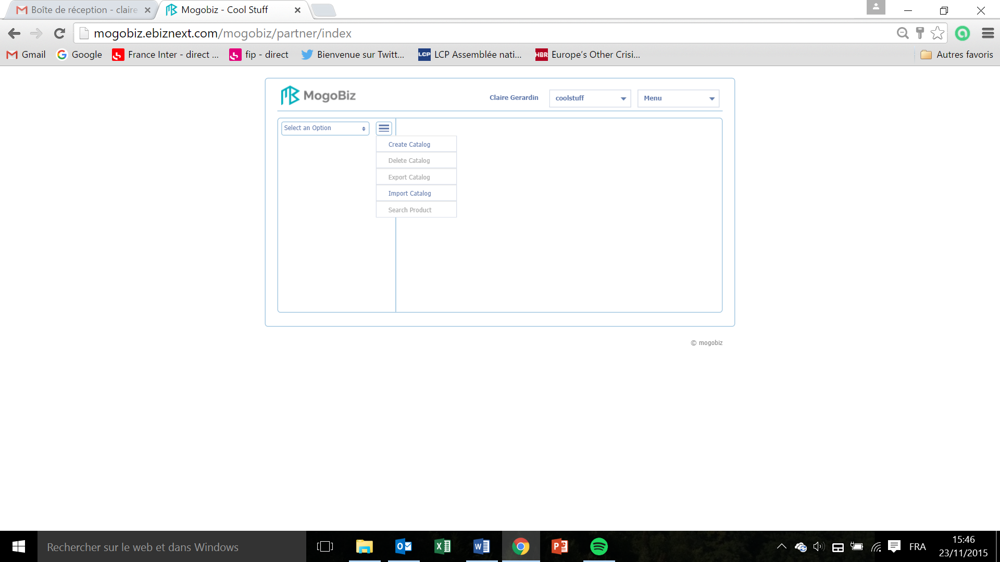 Boîte de réception - claire
Mogobiz - Cool Stuff
mogobiz.ebiznext.com/mogobiz/partner/index
Gmail
Google
France Inter - direct ...
fip - direct
Bienvenue sur Twitt...
LCP
LCP Assemblée nati...
HBR
Europe's Other Crisi...
Autres favoris
MogoBiz
Claire Gerardin
coolstuff
Menu
Select an Option
Create Catalog
Delete Catalog
Export Catalog
Import Catalog
Search Product
© mogobiz
Rechercher sur le web et dans Windows
FRA
15:46
23/11/2015